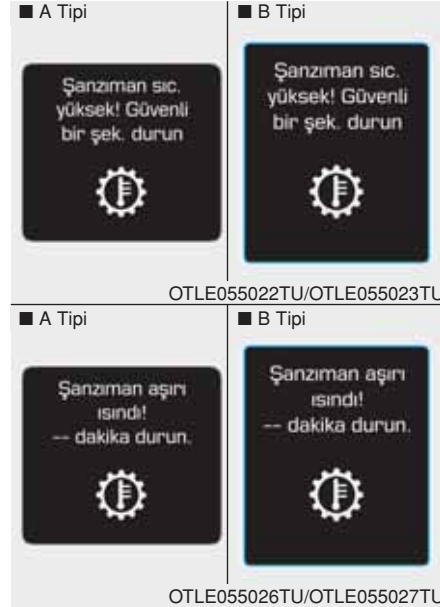 ■ A Tipi
Şanzıman sıc.
yüksek! Güvenli
bir şek. durun
■ B Tipi
Şanzıman sıc.
yüksek! Güvenli
bir şek. durun
OTLE055022TU/OTLE055023TU
■ A Tipi
Şanzıman aşırı
ısındı!
-- dakika durun.
■ B Tipi
Şanzıman aşırı
ısındı!
-- dakika durun.
OTLE055026TU/OTLE055027TU